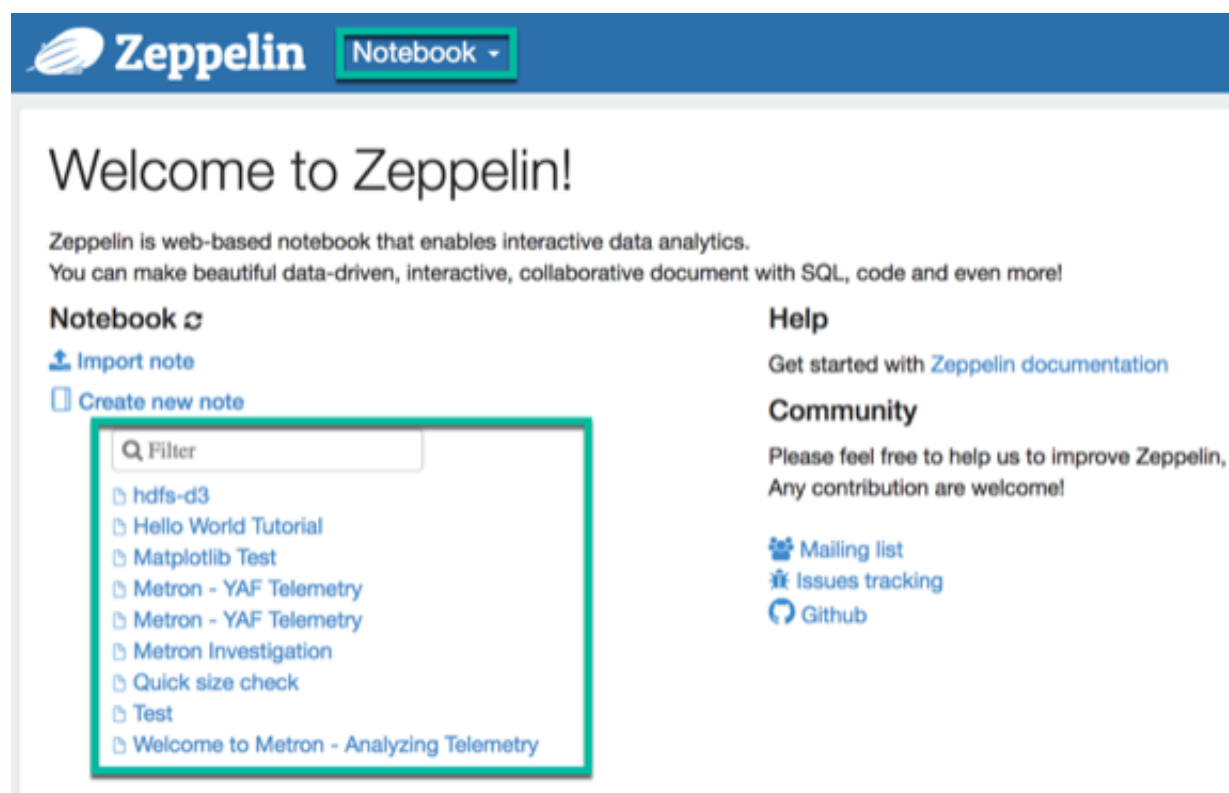 Zeppelin Notebook
Welcome to Zeppelin!
Zeppelin is web-based notebook that enables interactive data analytics.
You can make beautiful data-driven, interactive, collaborative document with SQL, code and even more!
Notebook
Import note
Create new note
Filter
hdfs-d3
Hello World Tutorial
Matplotlib Test
Metron - YAF Telemetry
Metron - YAF Telemetry
Metron Investigation
Quick size check
Test
Welcome to Metron - Analyzing Telemetry
Help
Get started with Zeppelin documentation
Community
Please feel free to help us to improve Zeppelin,
Any contribution are welcome!
Mailing list
Issues tracking
Github